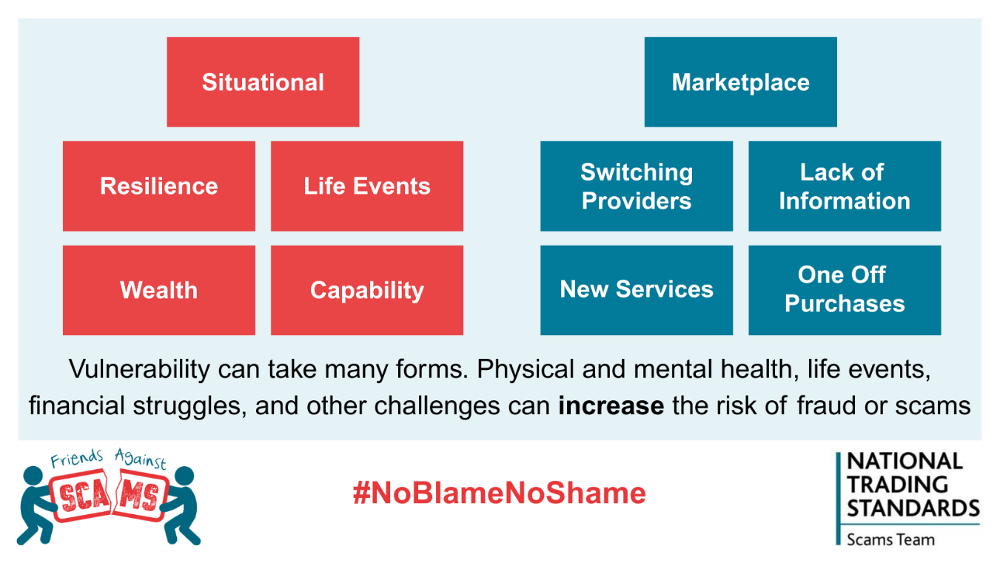 Situational
Marketplace
Resilience
Life Events
Switching
Providers
Lack of
Information
Wealth
Capability
New Services
One Off
Purchases
Vulnerability can take many forms. Physical and mental health, life events,
financial struggles, and other challenges can increase the risk of fraud or scams
Friends Against
SCAMS
#NoBlameNoShame
NATIONAL
TRADING
STANDARDS
Scams Team